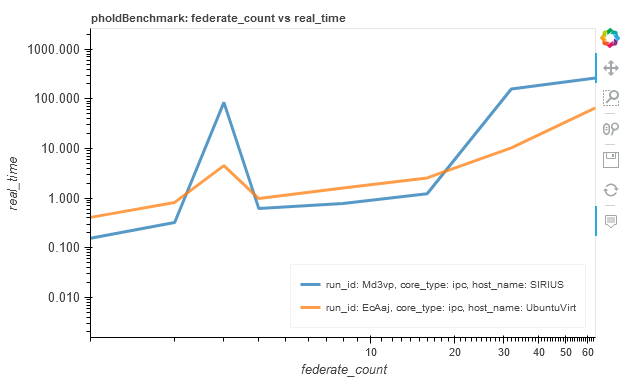 pholdBenchmark: federate_count vs real_time
1000.000
100.000
10.000
1.000
0.100
0.010
real_time
run_id: Md3vp, core_type: ipc, host_name: SIRIUS
run_id: EcAaj, core_type: ipc, host_name: UbuntuVirt
10 20 30 40 50 60
federate_count